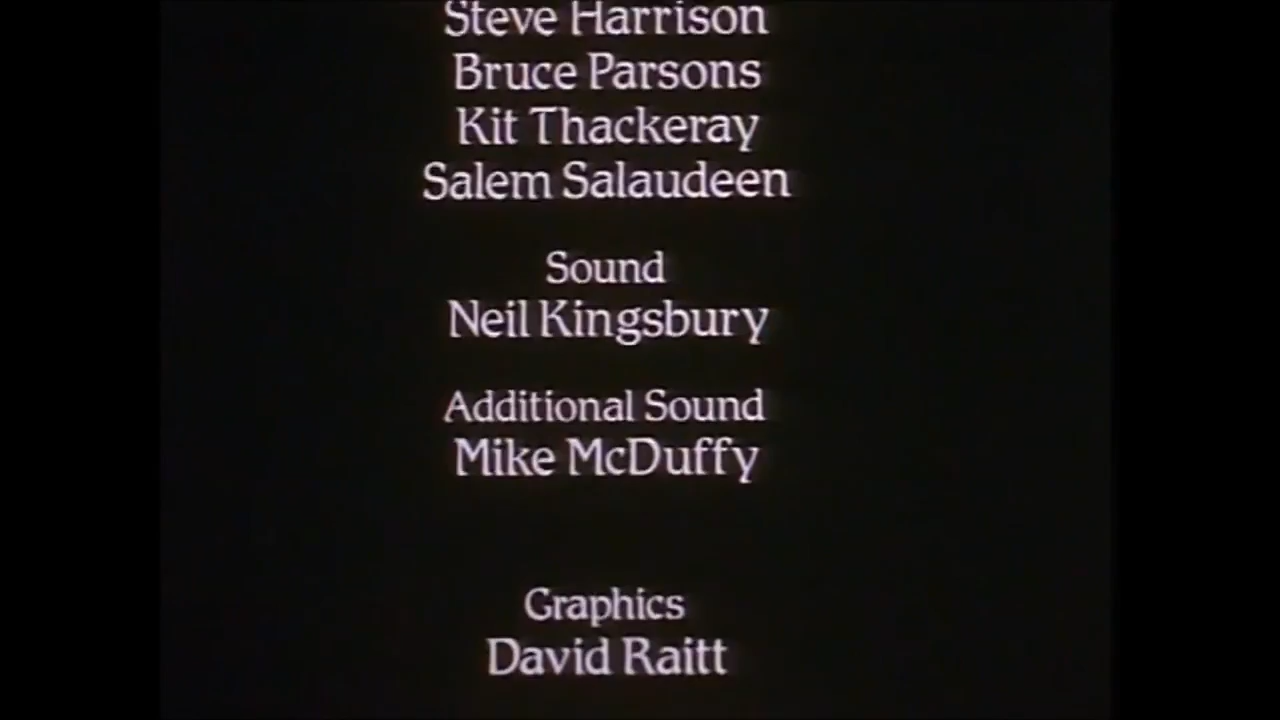 Steve Harrison
Bruce Parsons
Kit Thackeray
Salem Salaudeen
Sound
Neil Kingsbury
Additional Sound
Mike McDuffy
Graphics
David Raitt